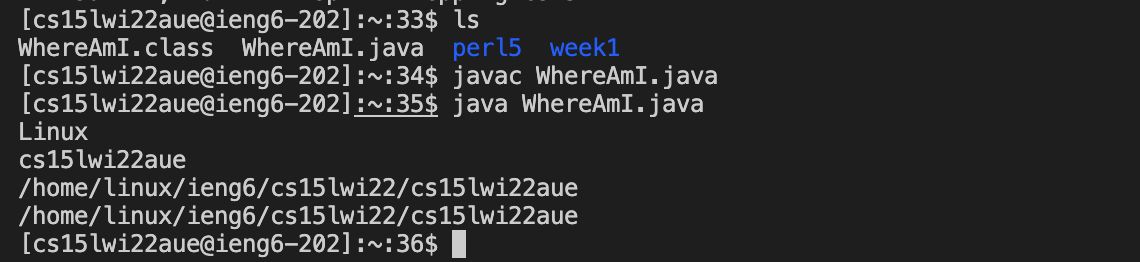 [cs15lwi22aue@ieng6-202]:~:33$ ls
WhereAmI.class  WhereAmI.java  perl5  week1
[cs15lwi22aue@ieng6-202]:~:34$ javac WhereAmI.java
[cs15lwi22aue@ieng6-202]:~:35$ java WhereAmI.java
Linux
cs15lwi22aue
/home/linux/ieng6/cs15lwi22/cs15lwi22aue
/home/linux/ieng6/cs15lwi22/cs15lwi22aue
[cs15lwi22aue@ieng6-202]:~:36$